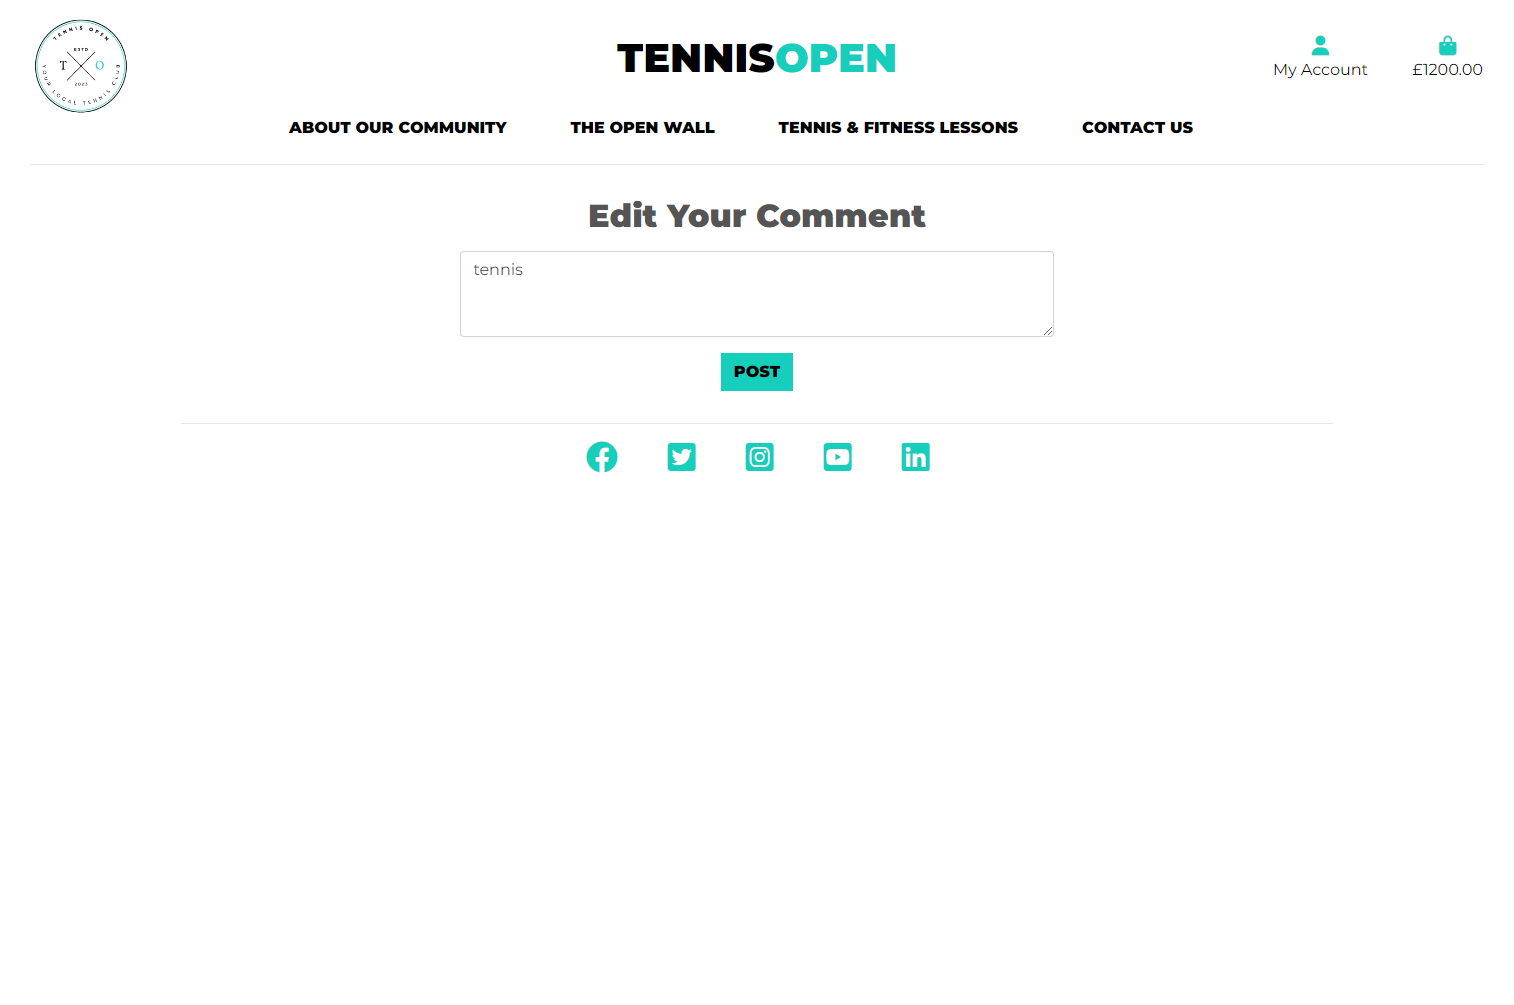 TENNIS OPEN
ESTD
T O
2023
YOUR LOCAL TENNIS CLUB
TENNISOPEN
My Account
£1200.00
ABOUT OUR COMMUNITY
THE OPEN WALL
TENNIS & FITNESS LESSONS
CONTACT US
Edit Your Comment
tennis
POST